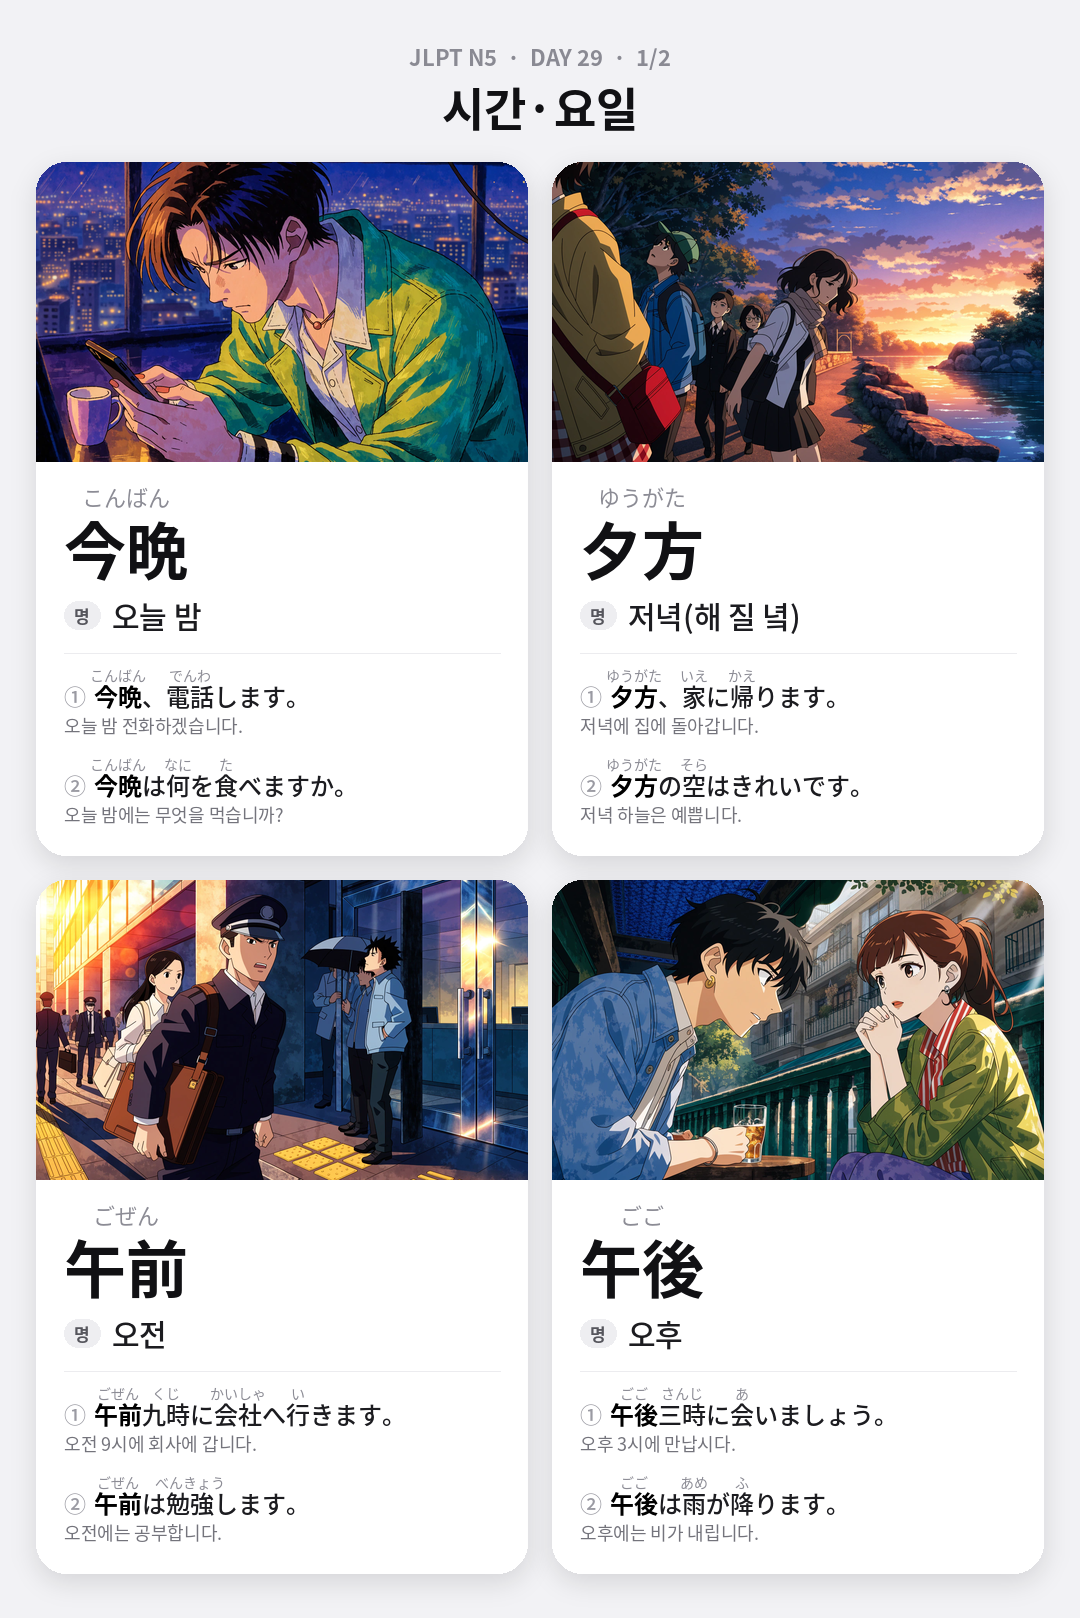 JLPT N5 · DAY 29 · 1/2
시간·요일
こんばん
今晩
명 오늘 밤
こんばん でんわ
① 今晩、電話します。
오늘 밤 전화하겠습니다.
こんばん なに た
② 今晩は何を食べますか。
오늘 밤에는 무엇을 먹습니까?
ゆうがた
夕方
명 저녁(해 질 녘)
ゆうがた いえ かえ
① 夕方、家に帰ります。
저녁에 집에 돌아갑니다.
ゆうがた そら
② 夕方の空はきれいです。
저녁 하늘은 예쁩니다.
ごぜん
午前
명 오전
ごぜん くじ かいしゃ い
① 午前九時に会社へ行きます。
오전 9시에 회사에 갑니다.
ごぜん べんきょう
② 午前は勉強します。
오전에는 공부합니다.
ごご
午後
명 오후
ごご さんじ あ
① 午後三時に会いましょう。
오후 3시에 만납시다.
ごご あめ ふ
② 午後は雨が降ります。
오후에는 비가 내립니다.